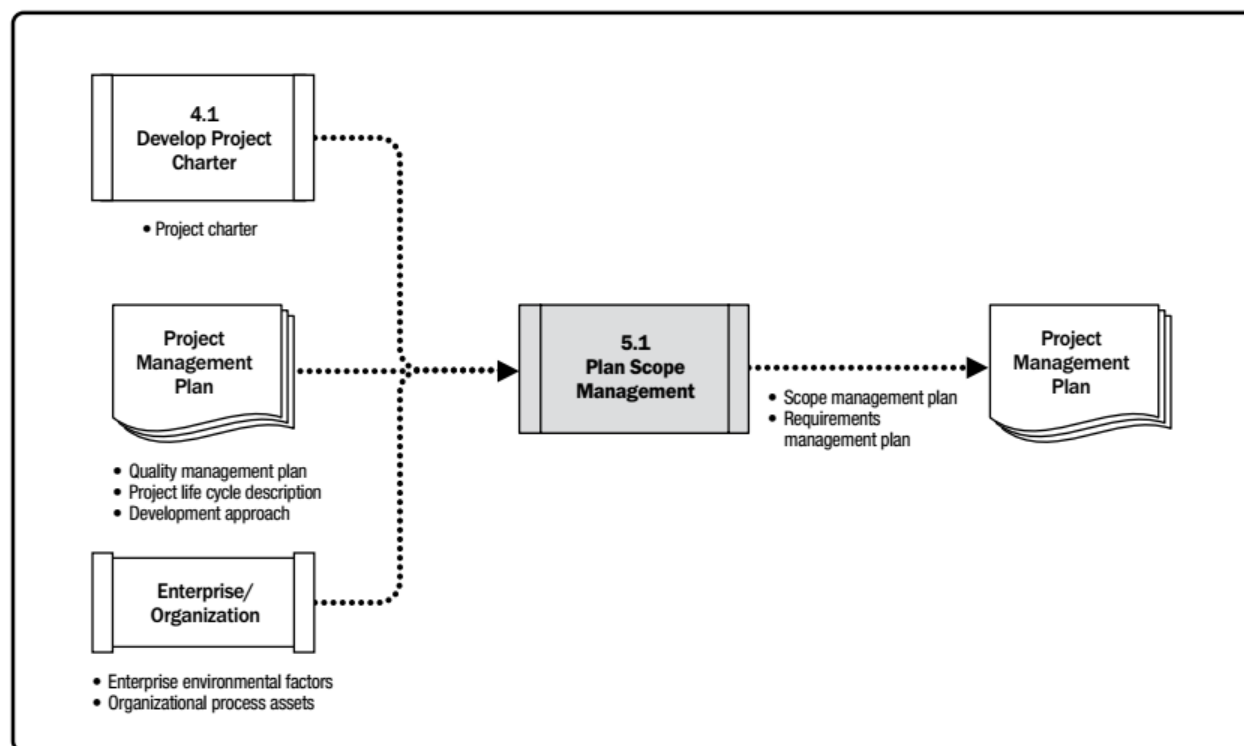 4.1
Develop Project
Charter
• Project charter
Project
Management
Plan
• Quality management plan
• Project life cycle description
• Development approach
Enterprise/
Organization
• Enterprise environmental factors
• Organizational process assets
5.1
Plan Scope
Management
• Scope management plan
• Requirements
management plan
Project
Management
Plan